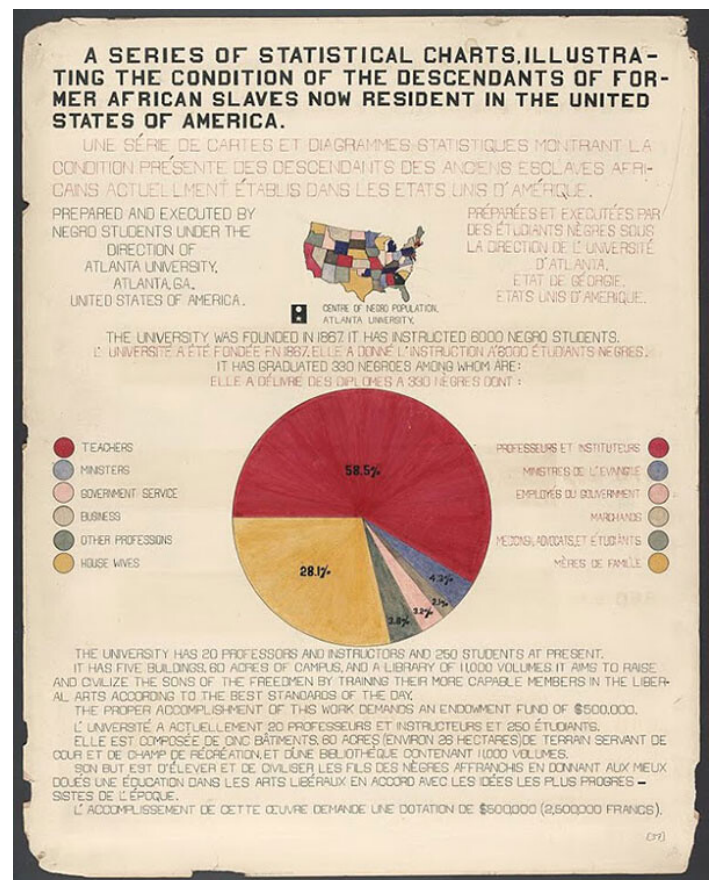 A SERIES OF STATISTICAL CHARTS, ILLUSTRA-
TING THE CONDITION OF THE DESCENDANTS OF FOR-
MER AFRICAN SLAVES NOW RESIDENT IN THE UNITED
STATES OF AMERICA.
UNE SÉRIE DE CARTES ET DIAGRAMMES STATISTIQUES MONTRANT LA
CONDITION PRÉSENTE DES DESCENDANTS DES ANCIENS ESCLAVES AFRI-
CAINS ACTUELLMENT ÉTABLIS DANS LES ETATS UNIS D'AMÉRIQUE.
PREPARED AND EXECUTED BY
NEGRO STUDENTS UNDER THE
DIRECTION OF
ATLANTA UNIVERSITY,
ATLANTA, GA.
UNITED STATES OF AMERICA.
PRÉPARÉES ET EXECUTÉES PAR
DES ÉTUDIANTS NÈGRES SOUS
LA DIRECTION DE L'UNIVERSITÉ
D'ATLANTA.
ETAT DE GÉORGIE.
ETATS UNIS D'AMERIQUE.
CENTRE OF NEGRO POPULATION.
ATLANTA UNIVERSITY.
THE UNIVERSITY WAS FOUNDED IN 1867. IT HAS INSTRUCTED 6000 NEGRO STUDENTS.
L'UNIVERSITÉ A ÉTÉ FONDÉE EN 1867. ELLE A DONNÉ L'INSTRUCTION A 6000 ÉTUDIANTS NEGRES.
IT HAS GRADUATED 330 NEGROES AMONG WHOM ARE:
ELLE A DÉLIVRE DES DIPLOMES A 330 NEGRES DONT :
TEACHERS
MINISTERS
GOVERNMENT SERVICE
BUSINESS
OTHER PROFESSIONS
HOUSE WIVES
58.5%
28.1%
4.3%
2.1%
3.2%
3.8%
PROFESSEURS ET INSTITUTEURS
MINISTRES DE L'EVANGILE
EMPLOYES DU GOUVERNMENT
MARCHANDS
MEDCINS, ADVOCATS, ET ÉTUDIANTS
MÈRES DE FAMILLE
THE UNIVERSITY HAS 20 PROFESSORS AND INSTRUCTORS AND 250 STUDENTS AT PRESENT.
IT HAS FIVE BUILDINGS, 60 ACRES OF CAMPUS, AND A LIBRARY OF 11,000 VOLUMES. IT AIMS TO RAISE
AND CIVILIZE THE SONS OF THE FREEDMEN BY TRAINING THEIR MORE CAPABLE MEMBERS IN THE LIBER-
AL ARTS ACCORDING TO THE BEST STANDARDS OF THE DAY.
THE PROPER ACCOMPLISHMENT OF THIS WORK DEMANDS AN ENDOWMENT FUND OF $500,000.
L'UNIVERSITÉ A ACTUELLEMENT 20 PROFESSEURS ET INSTRUCTEURS ET 250 ÉTUDIANTS.
ELLE EST COMPOSÉE DE CINC BÂTIMENTS, 60 ACRES (ENVIRON 26 HECTARES) DE TERRAIN SERVANT DE
COUR ET DE CHAMP DE RÉCRÉATION, ET D'UNE BIBLIOTHÈQUE CONTENANT 11,000 VOLUMES.
SON BUT EST D'ÉLEVER ET DE CIVILISER LES FILS DES NÈGRES AFFRANCHIS EN DONNANT AUX MIEUX
DOUÉS UNE ÉDUCATION DANS LES ARTS LIBÉRAUX EN ACCORD AVEC LES IDÉES LES PLUS PROGRES-
SISTES DE L'ÉPOQUE.
L'ACCOMPLISSEMENT DE CETTE ŒUVRE DEMANDE UNE DOTATION DE $500,000 (2,500,000 FRANCS).